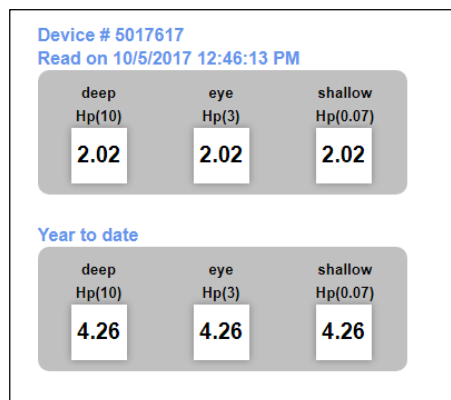 Device # 5017617
Read on 10/5/2017 12:46:13 PM
deep eye shallow
Hp(10) Hp(3) Hp(0.07)
2.02 2.02 2.02
Year to date
deep eye shallow
Hp(10) Hp(3) Hp(0.07)
4.26 4.26 4.26